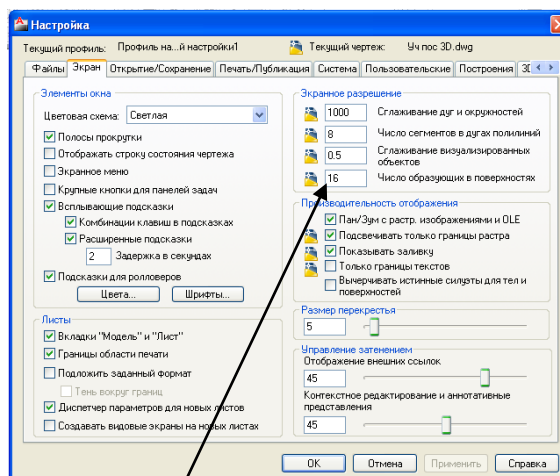 Настройка
Текущий профиль: Профиль на...й настройки1 Текущий чертеж: Уч пос 3D.dwg
Файлы Экран Открытие/Сохранение Печать/Публикация Система Пользовательские Построения 3D
Элементы окна
Цветовая схема: Светлая
Полосы прокрутки
Отображать строку состояния чертежа
Экранное меню
Крупные кнопки для панелей задач
Всплывающие подсказки
Комбинации клавиш в подсказках
Расширенные подсказки
2 Задержка в секундах
Подсказки для ролловеров
Цвета... Шрифты...
Листы
Вкладки "Модель" и "Лист"
Границы области печати
Подложить заданный формат
Тень вокруг границ
Диспетчер параметров для новых листов
Создавать видовые экраны на новых листах
Экранное разрешение
1000 Сглаживание дуг и окружностей
8 Число сегментов в дугах полилиний
0.5 Сглаживание визуализированных
объектов
16 Число образующих в поверхностях
Производительность отображения
Пан/Зум с растр. изображениями и OLE
Подсвечивать только границы растра
Показывать заливку
Только границы текстов
Вычерчивать истинные силуэты для тел и
поверхностей
Размер перекрестья
5
Управление затенением
Отображение внешних ссылок
45
Контекстное редактирование и аннотативные
представления
45
OK Отмена Применить Справка